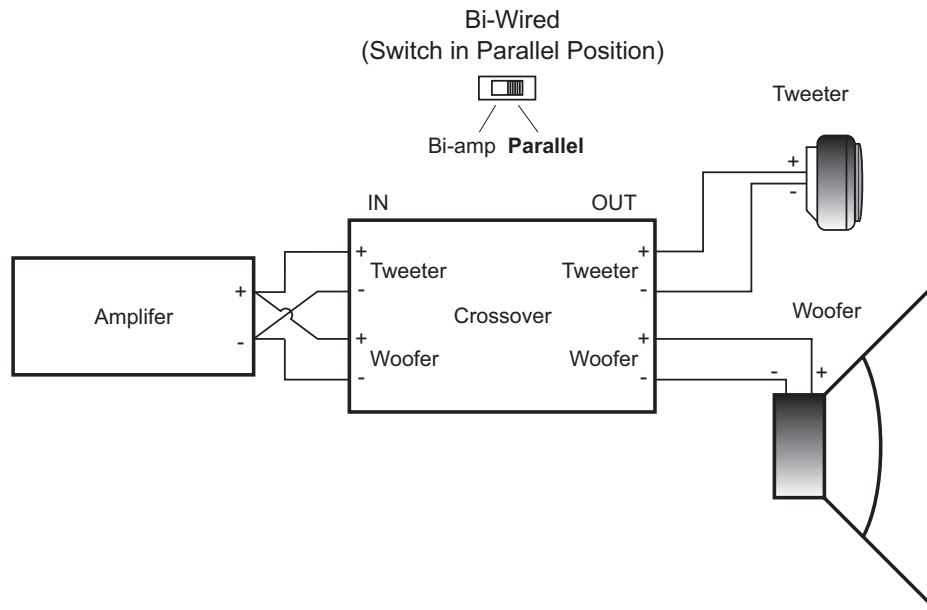 Bi-Wired
(Switch in Parallel Position)
Bi-amp Parallel
Tweeter
+
-
IN
OUT
+
Tweeter
-
+
Woofer
-
Crossover
+
Tweeter
-
+
Woofer
-
Amplifer
+
-
Woofer
-
+